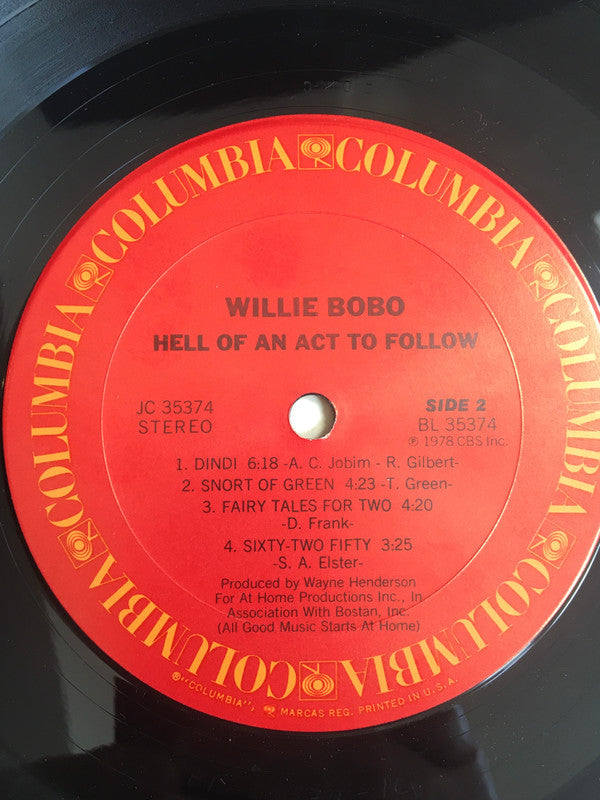 COLUMBIA COLUMBIA COLUMBIA COLUMBIA COLUMBIA COLUMBIA
WILLIE BOBO
HELL OF AN ACT TO FOLLOW
JC 35374
STEREO
SIDE 2
BL 35374
℗ 1978 CBS Inc.
1. DINDI 6:18 -A. C. Jobim - R. Gilbert-
2. SNORT OF GREEN 4:23 -T. Green-
3. FAIRY TALES FOR TWO 4:20
-D. Frank-
4. SIXTY-TWO FIFTY 3:25
-S. A. Elster-
Produced by Wayne Henderson
For At Home Productions Inc., In
Association With Bostan, Inc.
(All Good Music Starts At Home)
®"COLUMBIA", MARCAS REG. PRINTED IN U.S.A.